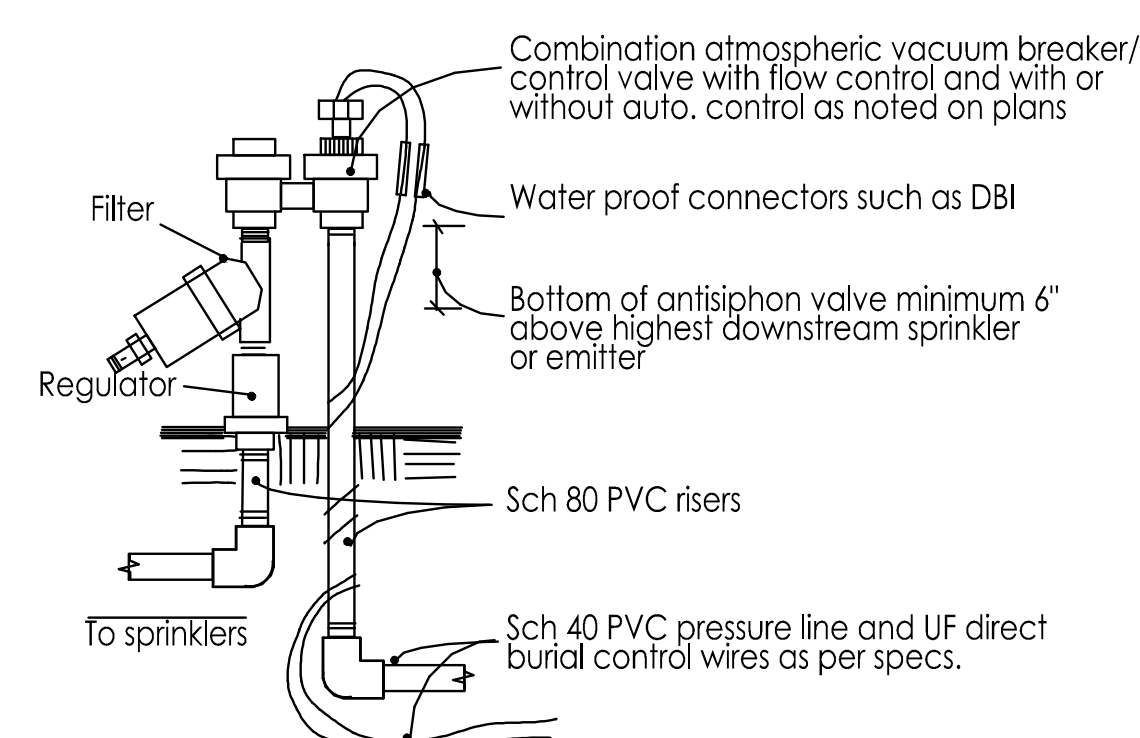 Combination atmospheric vacuum breaker/
control valve with flow control and with or
without auto. control as noted on plans
Filter
Water proof connectors such as DBI
Bottom of antisiphon valve minimum 6"
above highest downstream sprinkler
or emitter
Regulator
Sch 80 PVC risers
To sprinklers
Sch 40 PVC pressure line and UF direct
burial control wires as per specs.